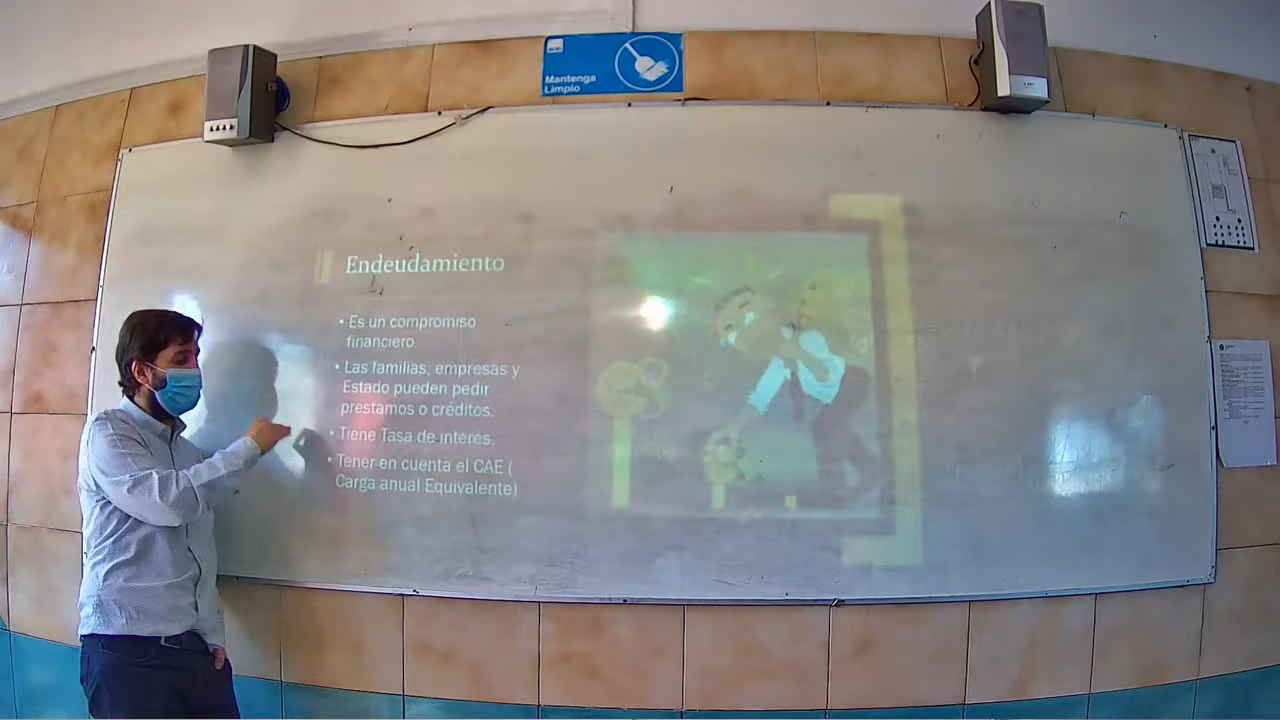 Mantenga
Limpio
Endeudamiento
• Es un compromiso
financiero.
• Las familias, empresas y
Estado pueden pedir
prestamos o créditos.
• Tiene Tasa de interes,
• Tener en cuenta el CAE (
Carga anual Equivalente)